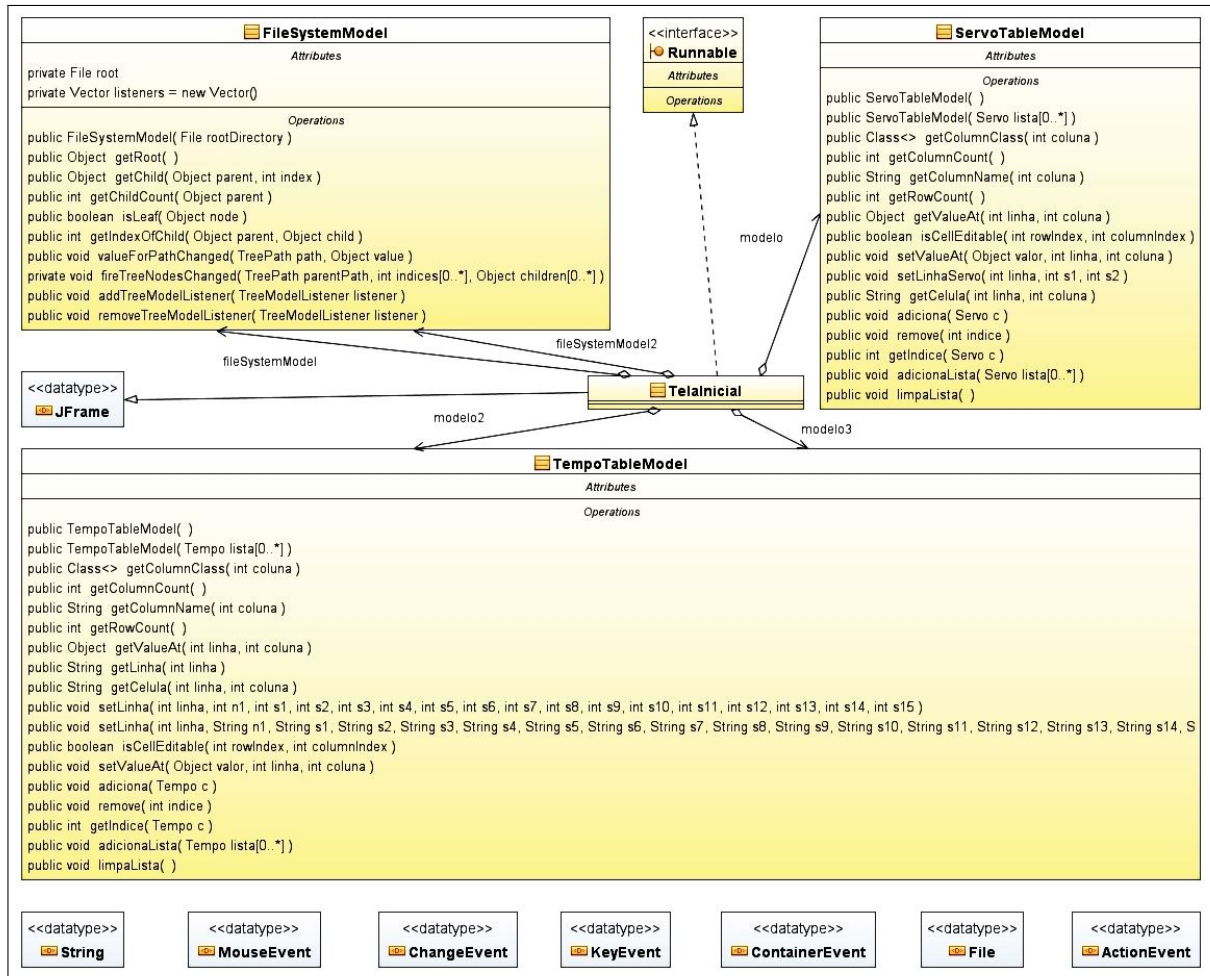 FileSystemModel
Attributes
private File root
private Vector listeners = new Vector()
Operations
public FileSystemModel( File rootDirectory )
public Object getRoot( )
public Object getChild( Object parent, int index )
public int getChildCount( Object parent )
public boolean isLeaf( Object node )
public int getIndexOfChild( Object parent, Object child )
public void valueForPathChanged( TreePath path, Object value )
private void fireTreeNodesChanged( TreePath parentPath, int indices[0..*], Object children[0..*] )
public void addTreeModelListener( TreeModelListener listener )
public void removeTreeModelListener( TreeModelListener listener )
<<interface>>
Runnable
Attributes
Operations
ServoTableModel
Attributes
Operations
public ServoTableModel( )
public ServoTableModel( Servo lista[0..*] )
public Class<> getColumnClass( int coluna )
public int getColumnCount( )
public String getColumnName( int coluna )
public int getRowCount( )
public Object getValueAt( int linha, int coluna )
public boolean isCellEditable( int rowIndex, int columnIndex )
public void setValueAt( Object valor, int linha, int coluna )
public void setLinhaServo( int linha, int s1, int s2 )
public String getCelula( int linha, int coluna )
public void adiciona( Servo c )
public void remove( int indice )
public int getIndice( Servo c )
public void adicionaLista( Servo lista[0..*] )
public void limpaLista( )
modelo
fileSystemModel2
fileSystemModel
<<datatype>>
JFrame
TelaInicial
modelo2
modelo3
TempoTableModel
Attributes
Operations
public TempoTableModel( )
public TempoTableModel( Tempo lista[0..*] )
public Class<> getColumnClass( int coluna )
public int getColumnCount( )
public String getColumnName( int coluna )
public int getRowCount( )
public Object getValueAt( int linha, int coluna )
public String getLinha( int linha )
public String getCelula( int linha, int coluna )
public void setLinha( int linha, int n1, int s1, int s2, int s3, int s4, int s5, int s6, int s7, int s8, int s9, int s10, int s11, int s12, int s13, int s14, int s15 )
public void setLinha( int linha, String n1, String s1, String s2, String s3, String s4, String s5, String s6, String s7, String s8, String s9, String s10, String s11, String s12, String s13, String s14, S
public boolean isCellEditable( int rowIndex, int columnIndex )
public void setValueAt( Object valor, int linha, int coluna )
public void adiciona( Tempo c )
public void remove( int indice )
public int getIndice( Tempo c )
public void adicionaLista( Tempo lista[0..*] )
public void limpaLista( )
<<datatype>>
String
<<datatype>>
MouseEvent
<<datatype>>
ChangeEvent
<<datatype>>
KeyEvent
<<datatype>>
ContainerEvent
<<datatype>>
File
<<datatype>>
ActionEvent